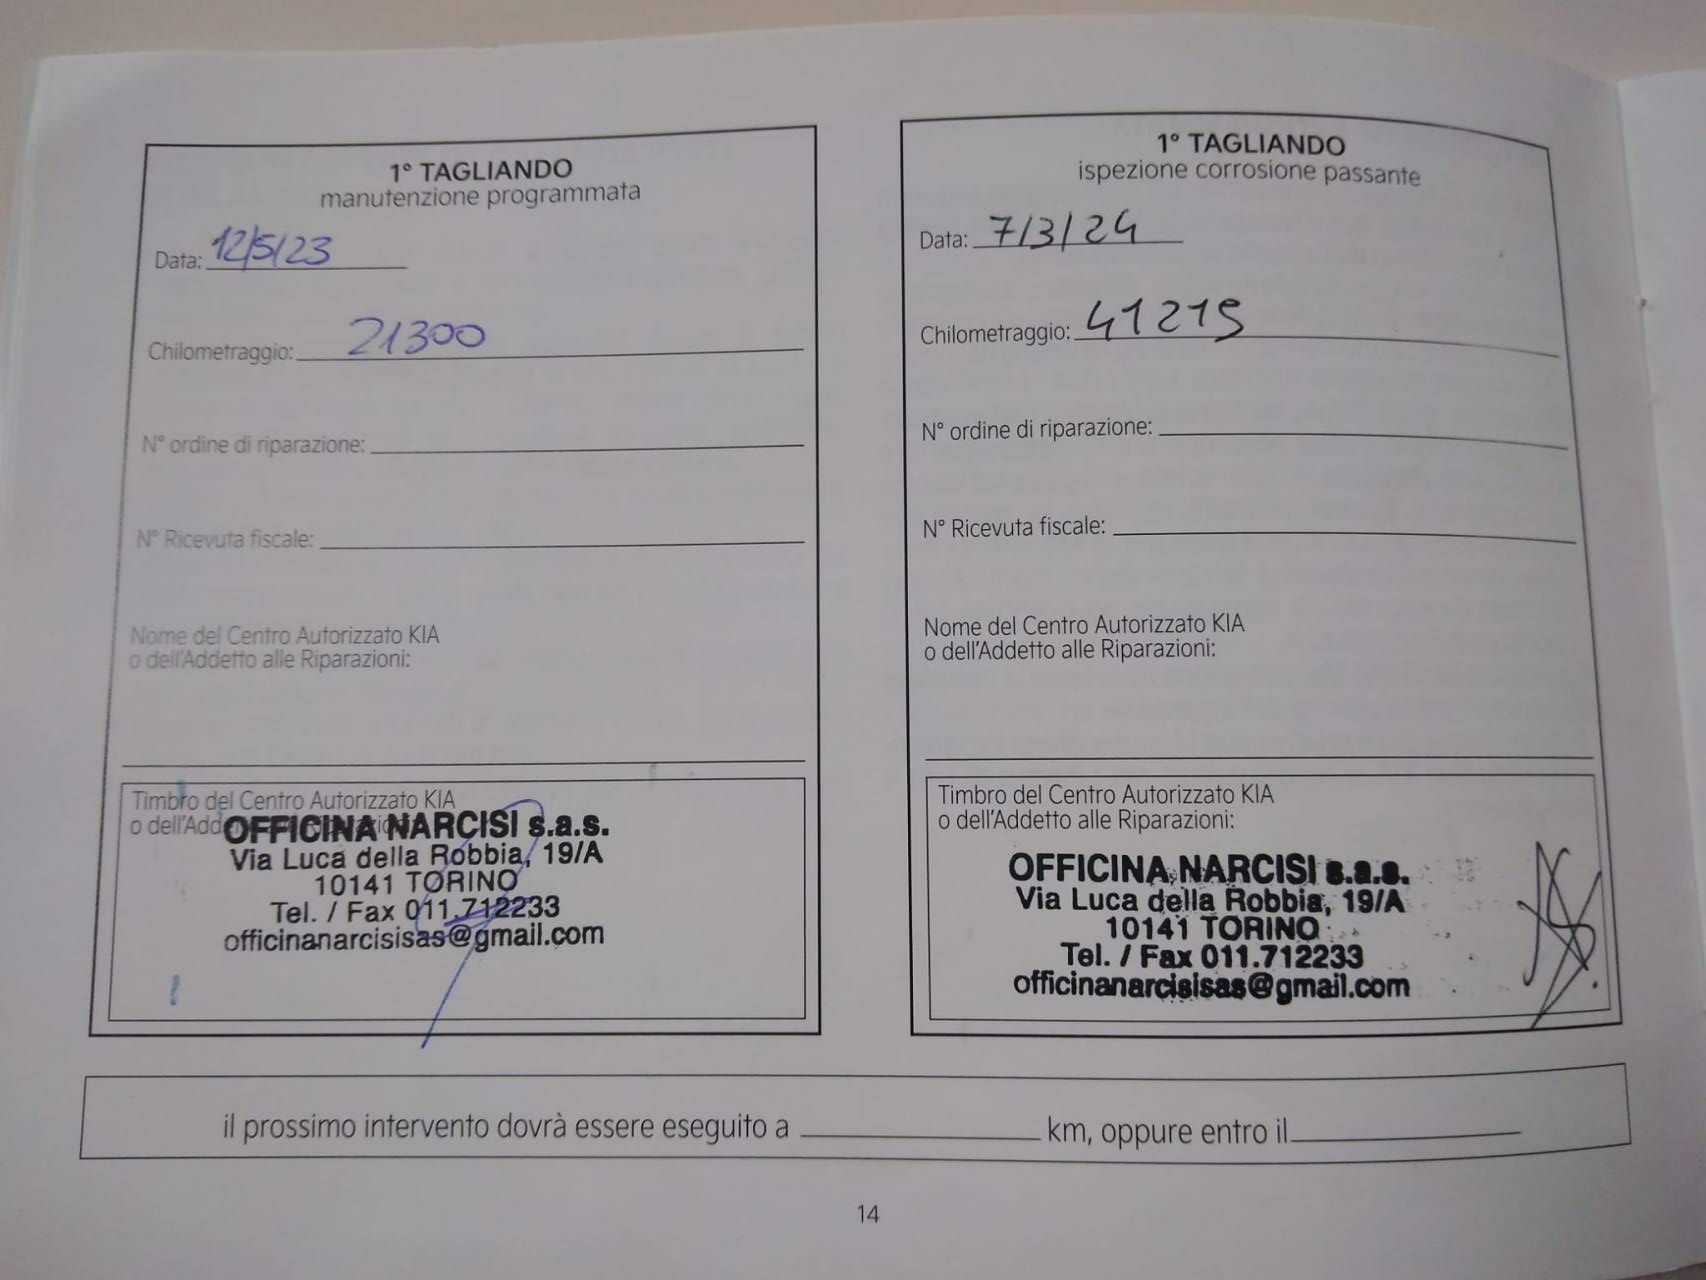 1° TAGLIANDO
manutenzione programmata
Data: 12/5/23
Chilometraggio: 21300
N° ordine di riparazione:
N° Ricevuta fiscale:
Nome del Centro Autorizzato KIA
o dell'Addetto alle Riparazioni:
Timbro del Centro Autorizzato KIA
o dell'Add
OFFICINA NARCISI s.a.s.
Via Luca della Robbia, 19/A
10141 TORINO
Tel. / Fax 011.712233
officinanarcisisas@gmail.com
1° TAGLIANDO
ispezione corrosione passante
Data: 7/3/24
Chilometraggio: 41219
N° ordine di riparazione:
N° Ricevuta fiscale:
Nome del Centro Autorizzato KIA
o dell'Addetto alle Riparazioni:
Timbro del Centro Autorizzato KIA
o dell'Addetto alle Riparazioni:
OFFICINA NARCISI s.a.s.
Via Luca della Robbia, 19/A
10141 TORINO
Tel. / Fax 011.712233
officinanarcisisas@gmail.com
il prossimo intervento dovrà essere eseguito a km, oppure entro il
14